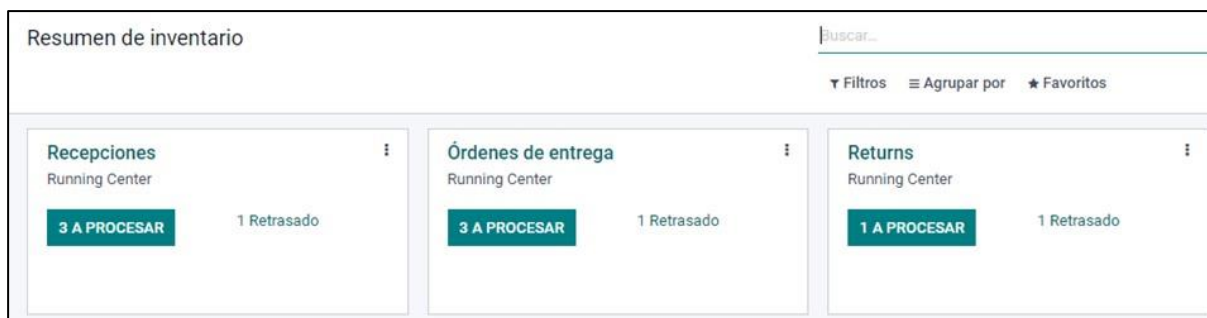 Resumen de inventario
Buscar...
Filtros Agrupar por Favoritos
Recepciones
Running Center
3 A PROCESAR 1 Retrasado
Órdenes de entrega
Running Center
3 A PROCESAR 1 Retrasado
Returns
Running Center
1 A PROCESAR 1 Retrasado